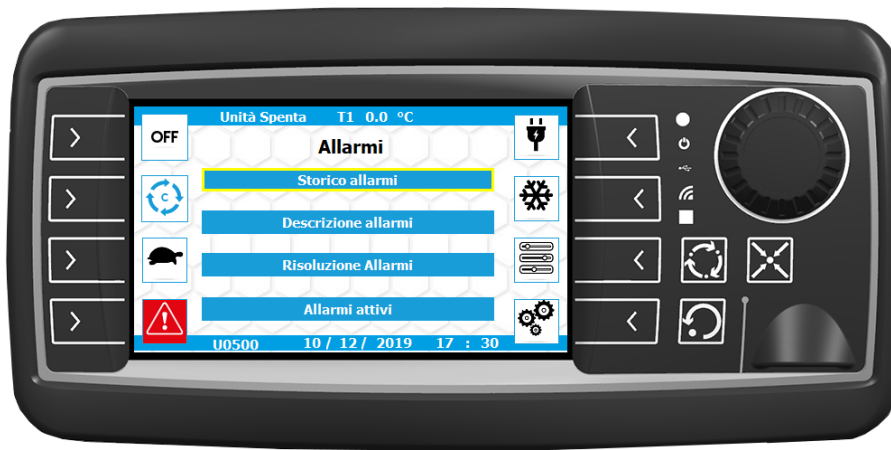 Unità Spenta T1 0.0 °C
OFF
Allarmi
Storico allarmi
C
Descrizione allarmi
Risoluzione Allarmi
Allarmi attivi
U0500 10 / 12 / 2019 17 : 30